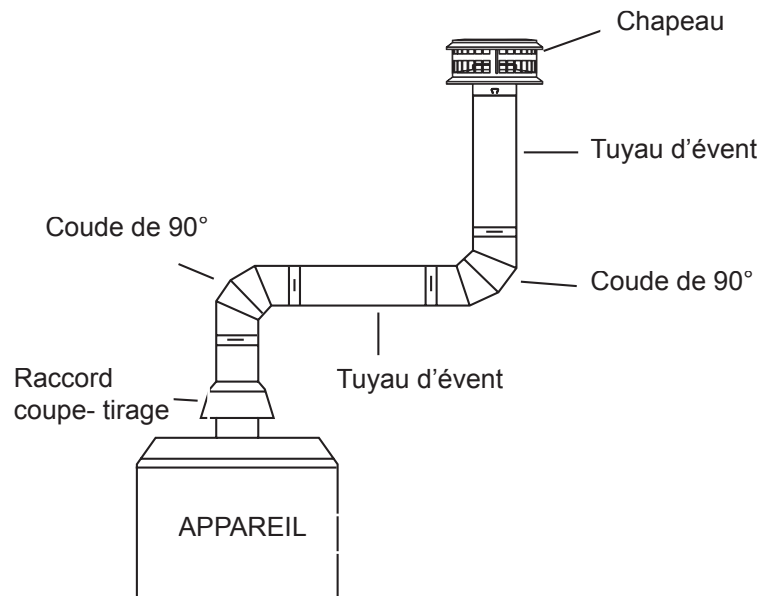 Chapeau
Tuyau d'évent
Coude de 90°
Coude de 90°
Tuyau d'évent
Raccord
coupe- tirage
APPAREIL